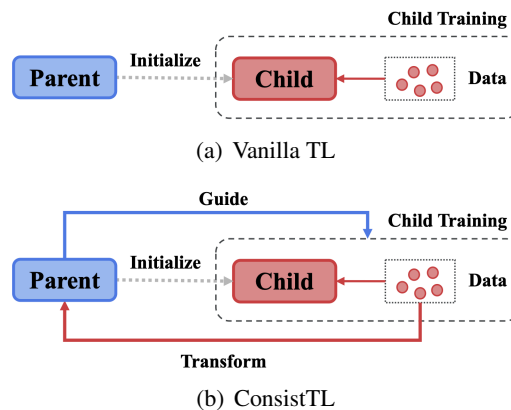 Child Training
Initialize
Parent
Child
Data
(a) Vanilla TL
Guide
Child Training
Initialize
Parent
Child
Data
Transform
(b) ConsistTL